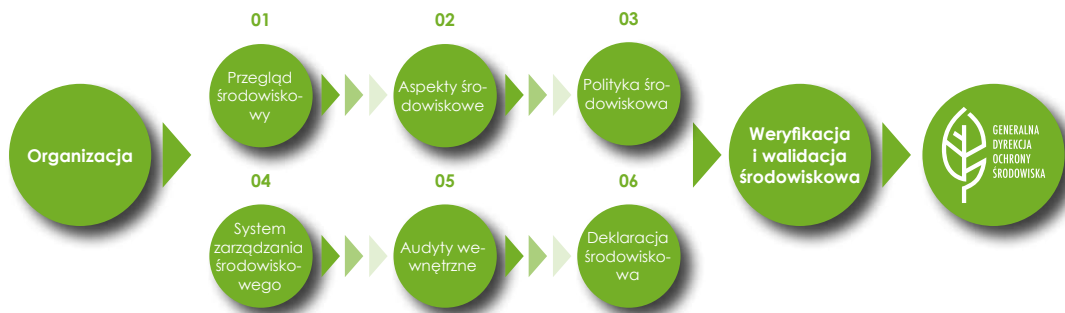 Organizacja
01
Przegląd
środowisko-
wy
02
Aspekty śro-
dowiskowe
03
Polityka śro-
dowiskowa
04
System
zarządzania
środowisko-
wego
05
Audyty we-
wnętrzne
06
Deklaracja
środowisko-
wa
Weryfikacja
i walidacja
środowiskowa
GENERALNA
DYREKCJA
OCHRONY
ŚRODOWISKA